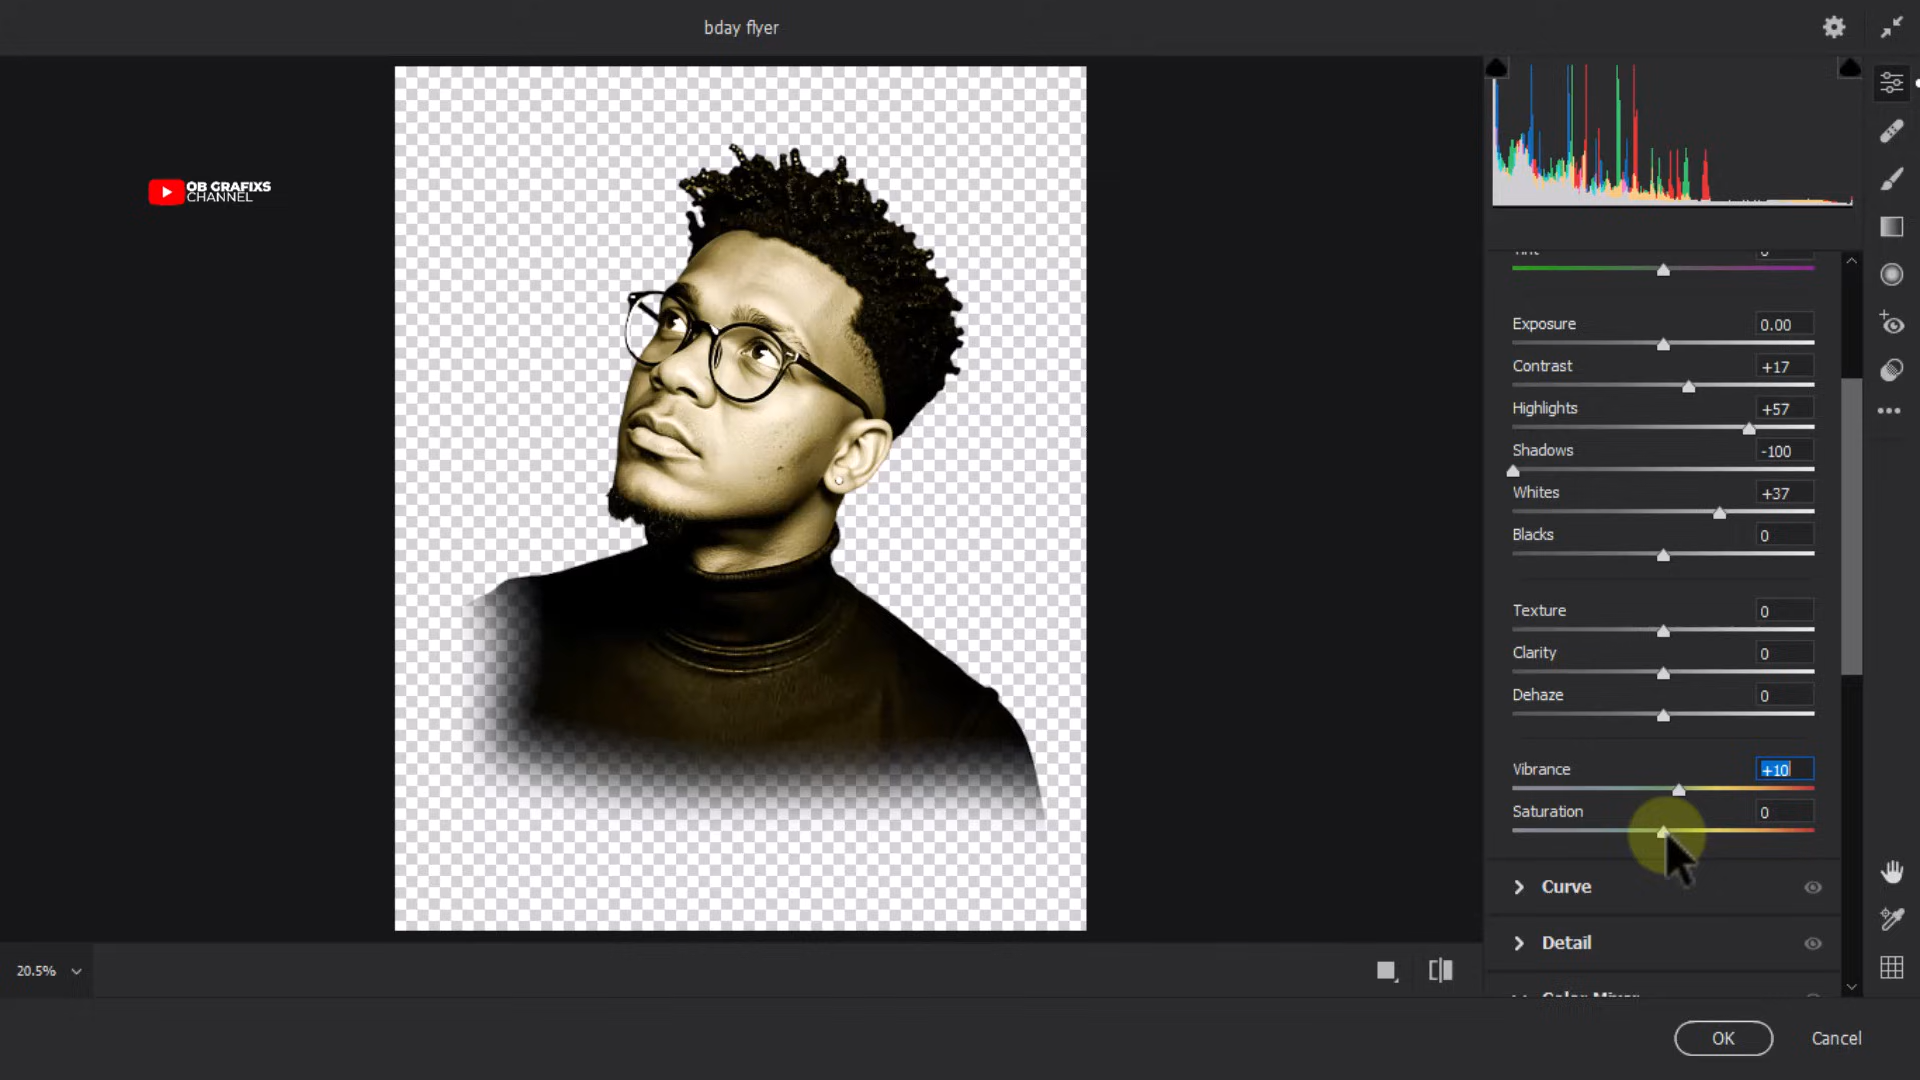 bday flyer
OB GRAFIXS
CHANNEL
Exposure 0.00
Contrast +17
Highlights +57
Shadows -100
Whites +37
Blacks 0
Texture 0
Clarity 0
Dehaze 0
Vibrance +10
Saturation 0
Curve
Detail
20.5%
OK Cancel